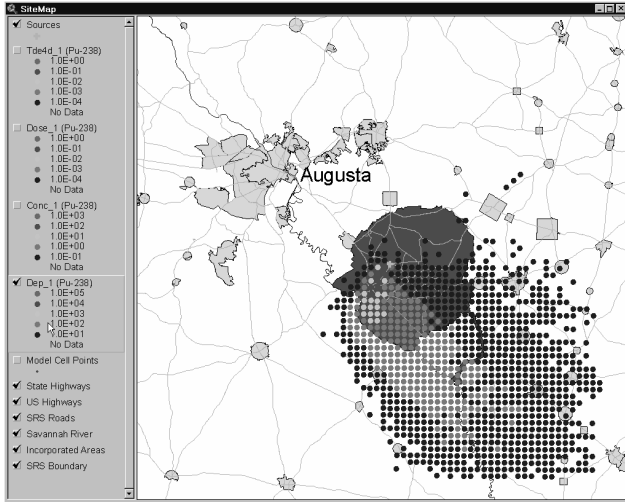 SiteMap
Sources
Tde4d_1 (Pu-238)
1.0E+00
1.0E-01
1.0E-02
1.0E-03
1.0E-04
No Data
Dose_1 (Pu-238)
1.0E+00
1.0E-01
1.0E-02
1.0E-03
1.0E-04
No Data
Conc_1 (Pu-238)
1.0E+03
1.0E+02
1.0E+01
1.0E+00
1.0E-01
No Data
Dep_1 (Pu-238)
1.0E+05
1.0E+04
1.0E+03
1.0E+02
1.0E+01
No Data
Model Cell Points
State Highways
US Highways
SRS Roads
Savannah River
Incorporated Areas
SRS Boundary
Augusta